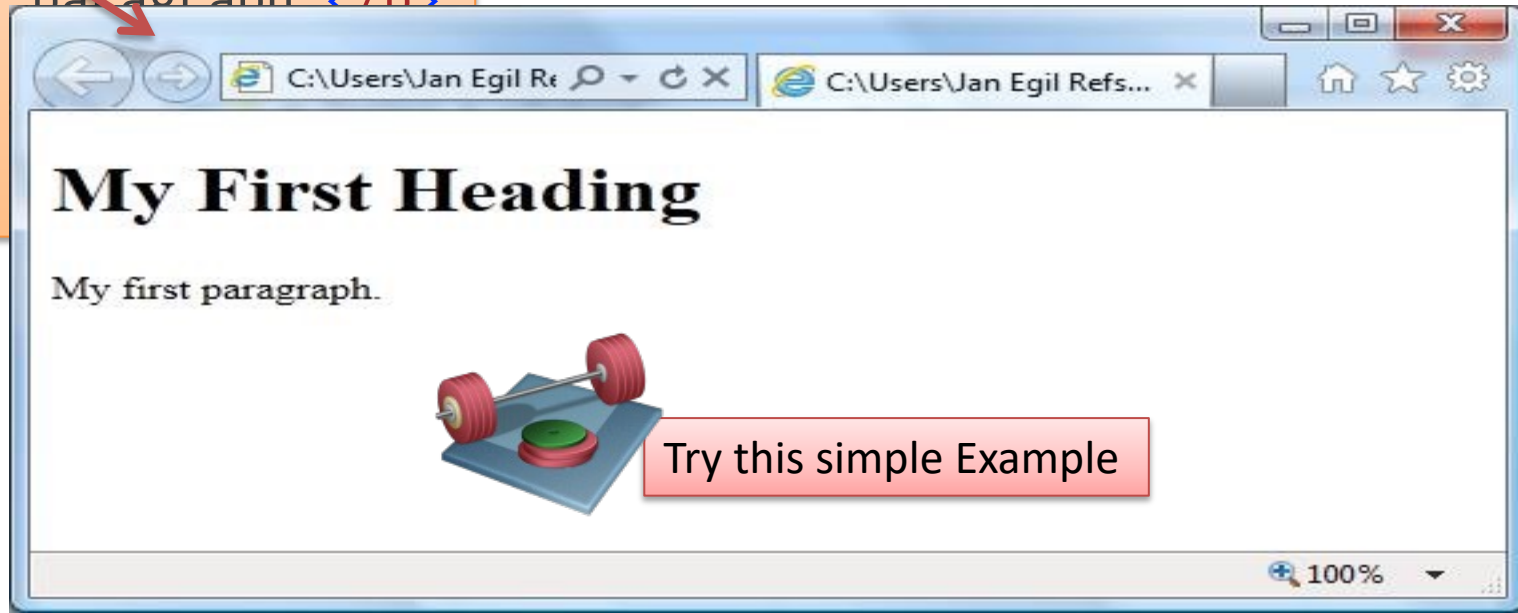 C:\Users\Jan Egil Re
C:\Users\Jan Egil Refs...
My First Heading
My first paragraph.
Try this simple Example
100%